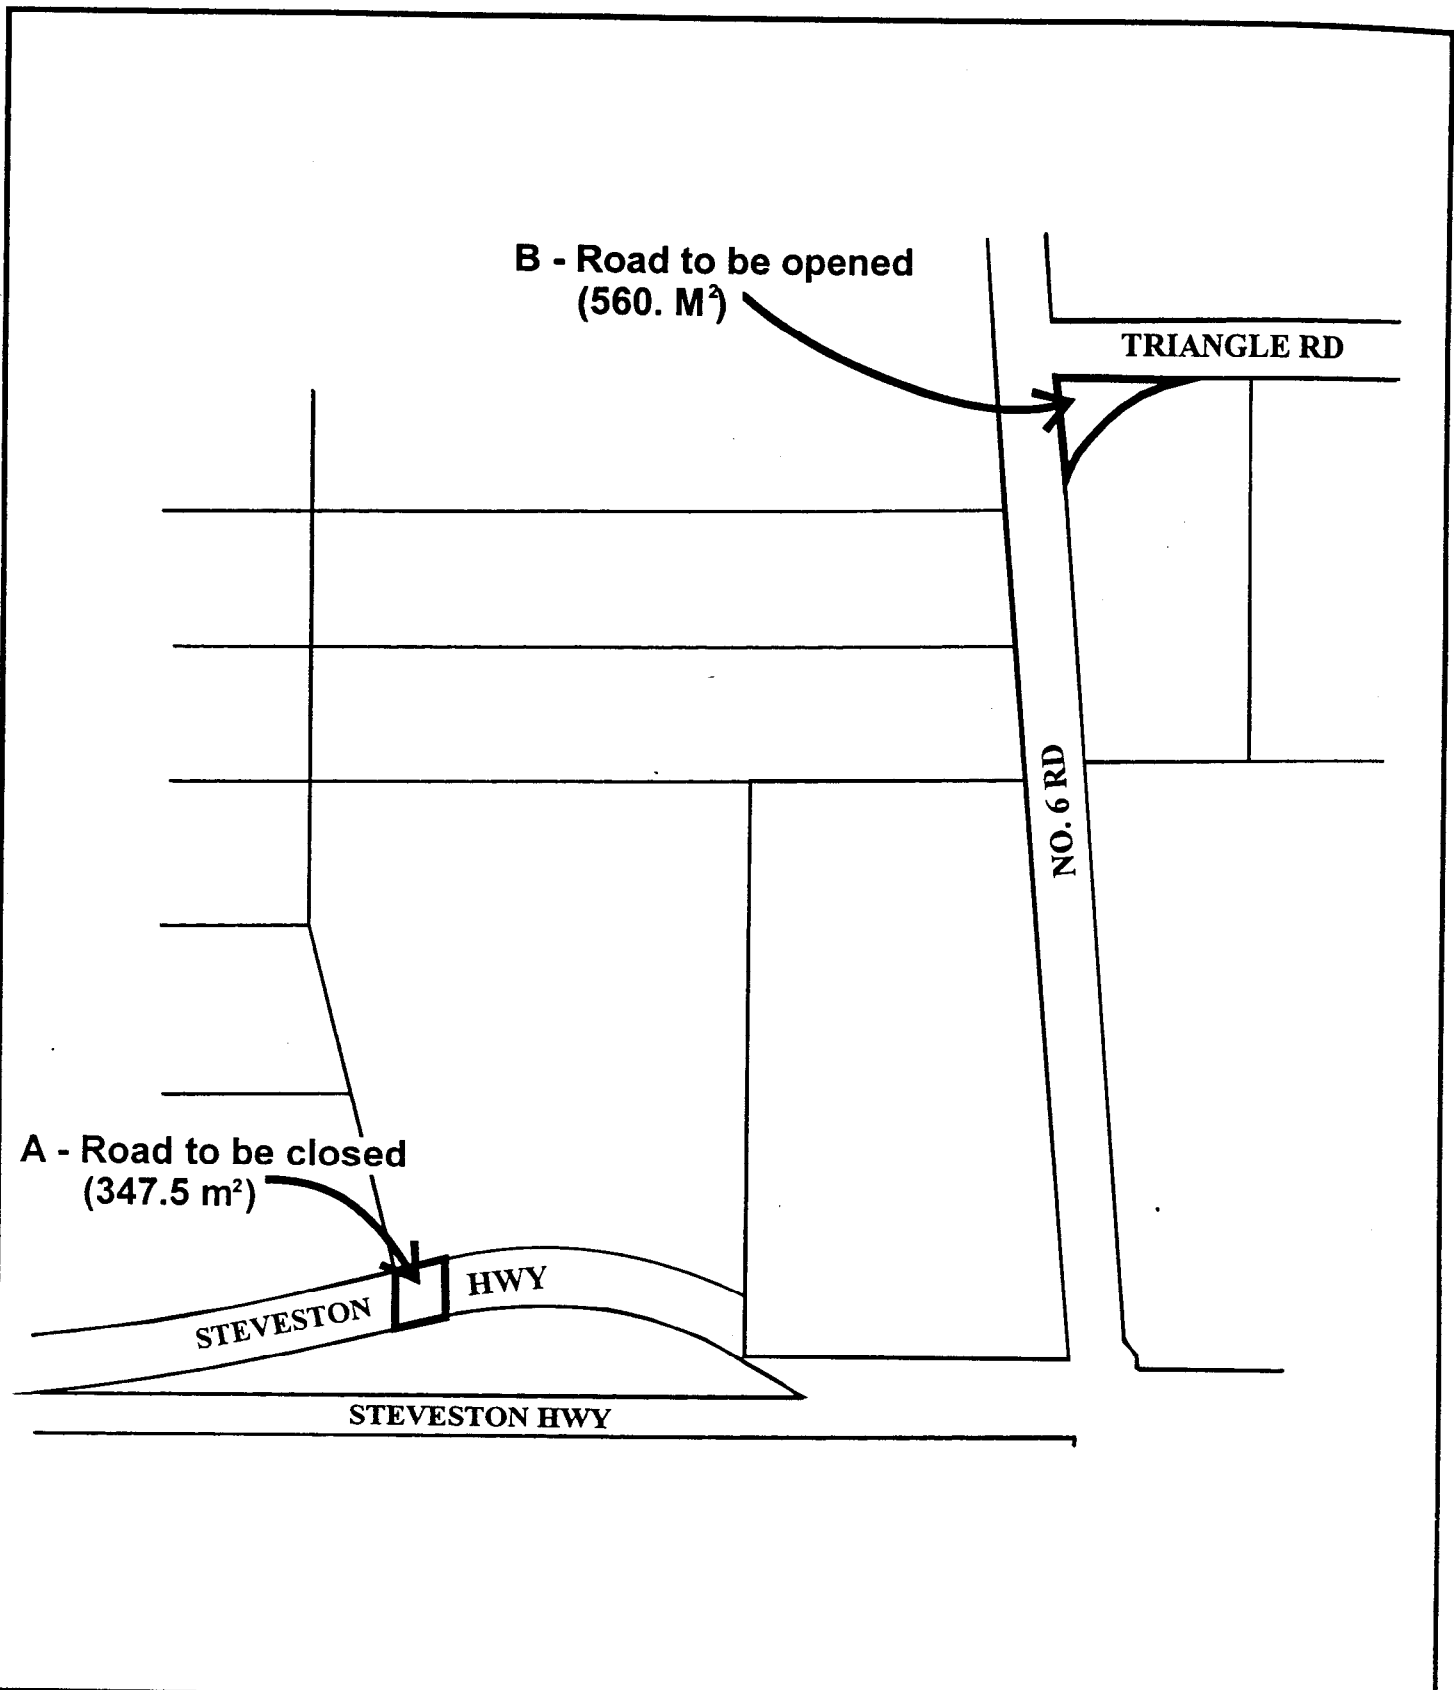 B - Road to be opened
(560. M²)
TRIANGLE RD
NO. 6 RD
A - Road to be closed
(347.5 m²)
STEVESTON HWY
STEVESTON HWY